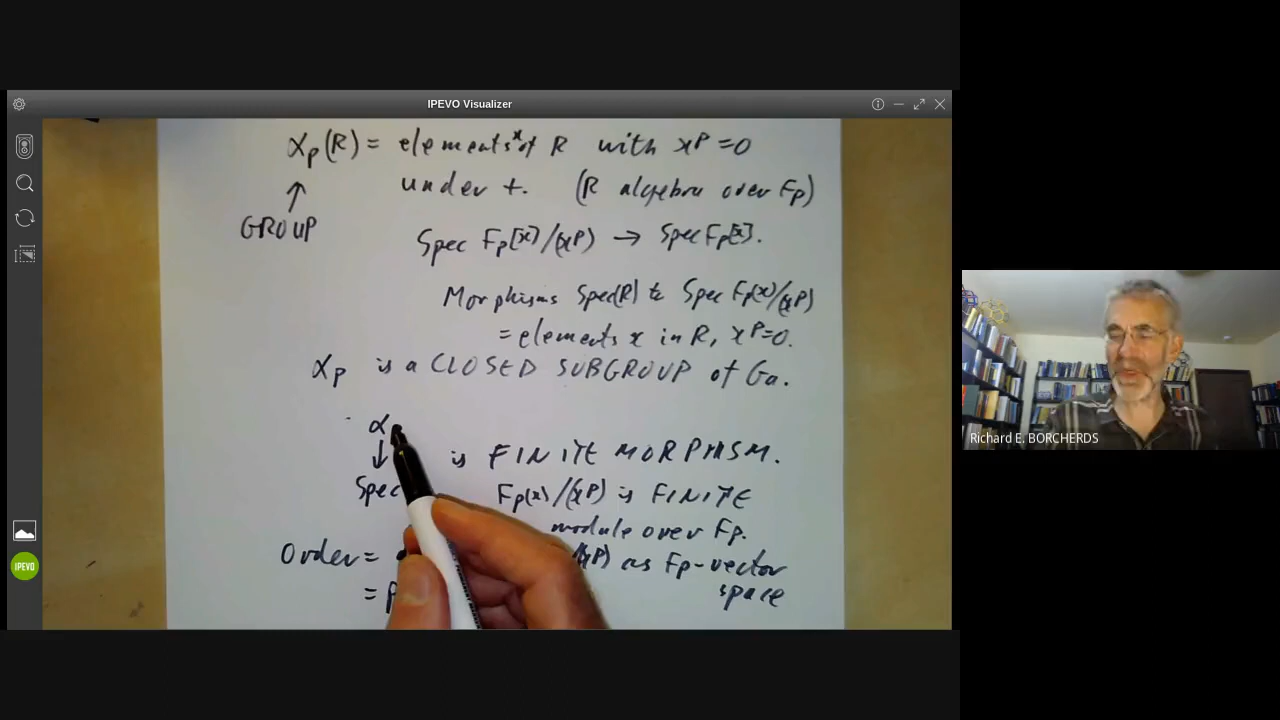 IPEVO Visualizer
αₚ(R) = elements x of R with xᵖ=0
under +. (R algebra over Fₚ)
GROUP
Spec Fₚ[x]/(xᵖ) → Spec Fₚ[x].
Morphisms Spec(R) to Spec Fₚ(x)/(xᵖ)
= elements x in R, xᵖ=0.
αₚ is a CLOSED SUBGROUP of Ga.
α
↓ is FINITE MORPHISM.
Spec Fₚ(x)/(xᵖ) is FINITE
module over Fₚ.
Order = /(xᵖ) as Fₚ-vector
= p space
IPEVO
Richard E. BORCHERDS